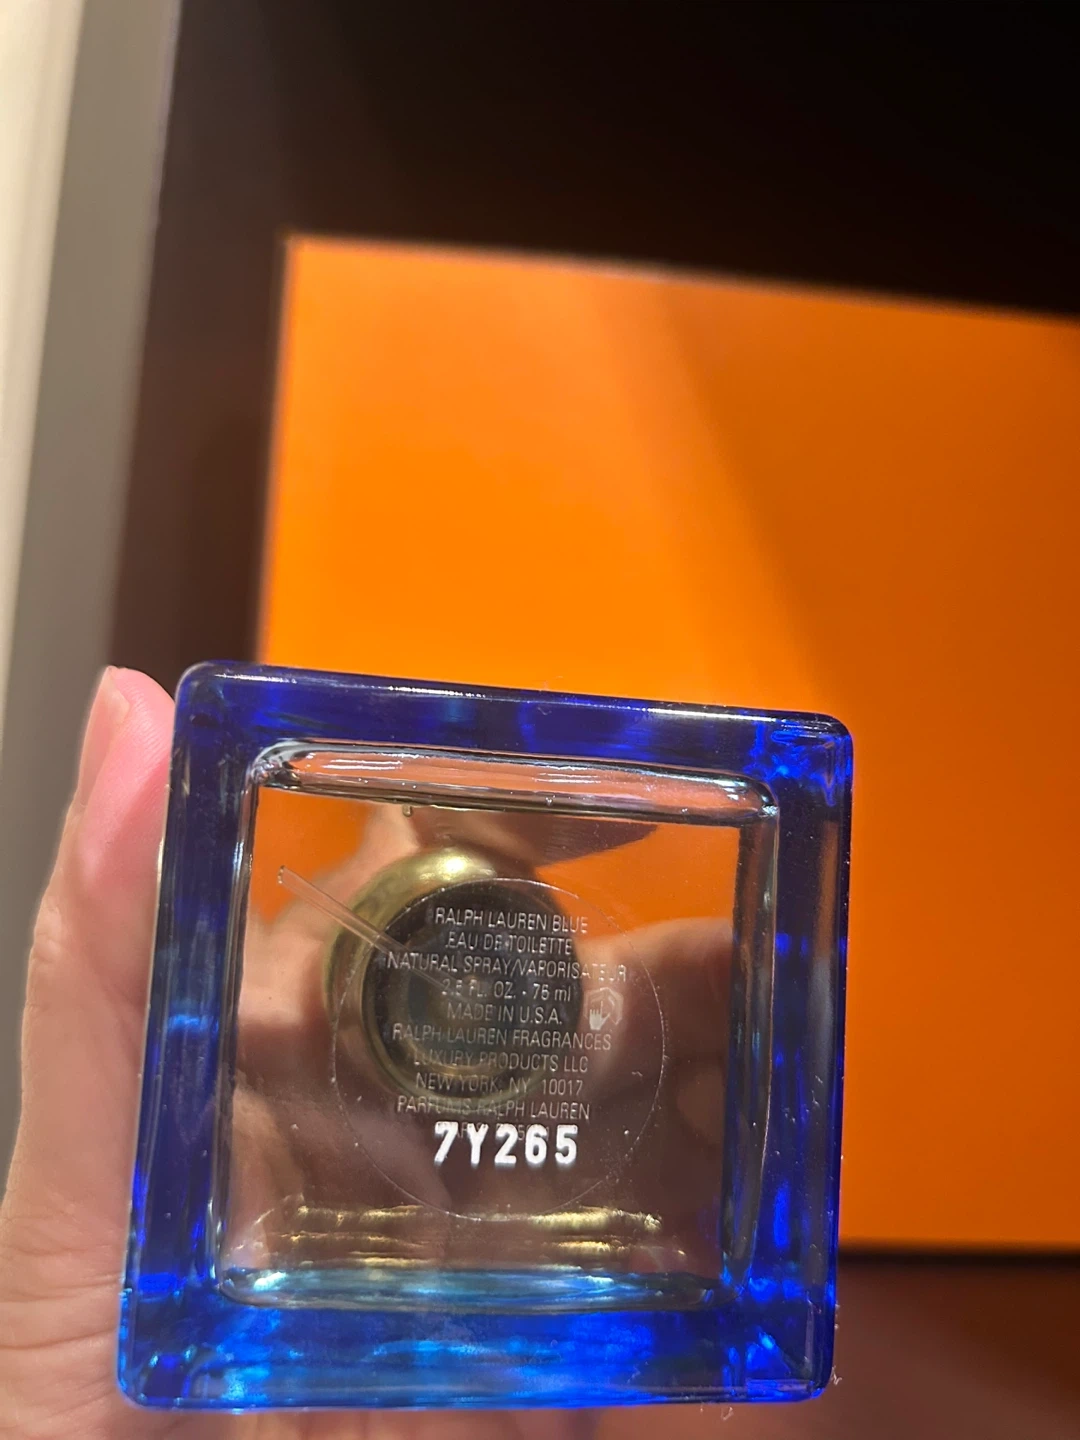 RALPH LAUREN BLUE
EAU DE TOILETTE
NATURAL SPRAY/VAPORISATEUR
2.5 FL. OZ. • 75 ml
MADE IN U.S.A.
RALPH LAUREN FRAGRANCES
LUXURY PRODUCTS LLC
NEW YORK, NY 10017
PARFUMS RALPH LAUREN
7Y265